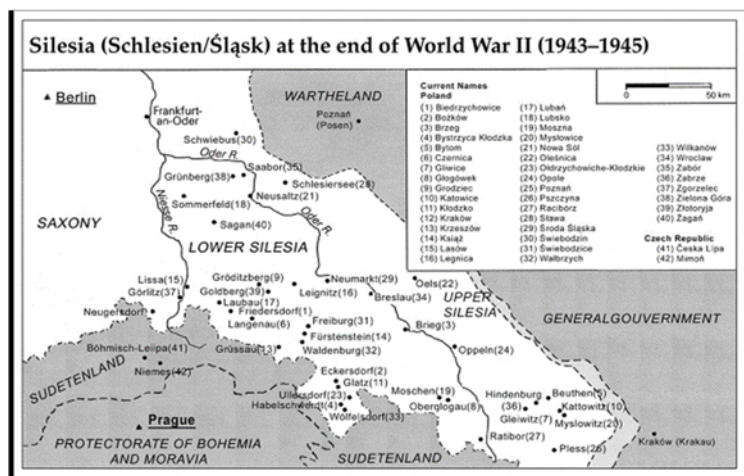 Silesia (Schlesien/Śląsk) at the end of World War II (1943–1945)
Berlin
Frankfurt-
an-Oder
WARTHELAND
Poznań
(Posen)
Schwiebus(30)
Oder R.
Saabor(35)
Grünberg(38)
Schlesiersee(28)
Neusaltz(21)
Sommerfeld(18)
Niesse R.
Oder R.
SAXONY
Sagan(40)
LOWER SILESIA
Lissa(15)
Görlitz(37)
Gröditzberg(9)
Goldberg(39)
Laubau(17)
Leignitz(16)
Neumarkt(29)
Oels(22)
Breslau(34)
UPPER
SILESIA
Neugersdorf
Friedersdorf(1)
Langenau(6)
Freiburg(31)
Fürstenstein(14)
Waldenburg(32)
Grüssau(13)
Brieg(3)
GENERALGOUVERNMENT
Böhmisch-Leiipa(41)
Niemes(42)
SUDETENLAND
Oppeln(24)
Eckersdorf(2)
Glatz(11)
Ullersdorf(23)
Habelschwerdt(4)
Wölfelsdorf(33)
Moschen(19)
Oberglogau(8)
Hindenburg
(36)
Beuthen(5)
Kattowitz(10)
Gleiwitz(7)
Myslowitz(20)
Prague
PROTECTORATE OF BOHEMIA
AND MORAVIA
SUDETENLAND
Ratibor(27)
Pless(26)
Kraków (Krakau)
0 50 km
Current Names
Poland
(1) Biedrzychowice
(2) Bożków
(3) Brzeg
(4) Bystrzyca Kłodzka
(5) Bytom
(6) Czernica
(7) Gliwice
(8) Głogówek
(9) Grodziec
(10) Katowice
(11) Kłodzko
(12) Kraków
(13) Krzeszów
(14) Książ
(15) Lasów
(16) Legnica
(17) Lubań
(18) Lubsko
(19) Moszna
(20) Mysłowice
(21) Nowa Sól
(22) Oleśnica
(23) Ołdrzychowice-Kłodzkie
(24) Opole
(25) Poznań
(26) Pszczyna
(27) Racibórz
(28) Sława
(29) Środa Śląska
(30) Świebodzin
(31) Świebodzice
(32) Wałbrzych
(33) Wilkanów
(34) Wrocław
(35) Zabór
(36) Zabrze
(37) Zgorzelec
(38) Zielona Góra
(39) Złotoryja
(40) Żagań
Czech Republic
(41) Česka Lipa
(42) Mimoň